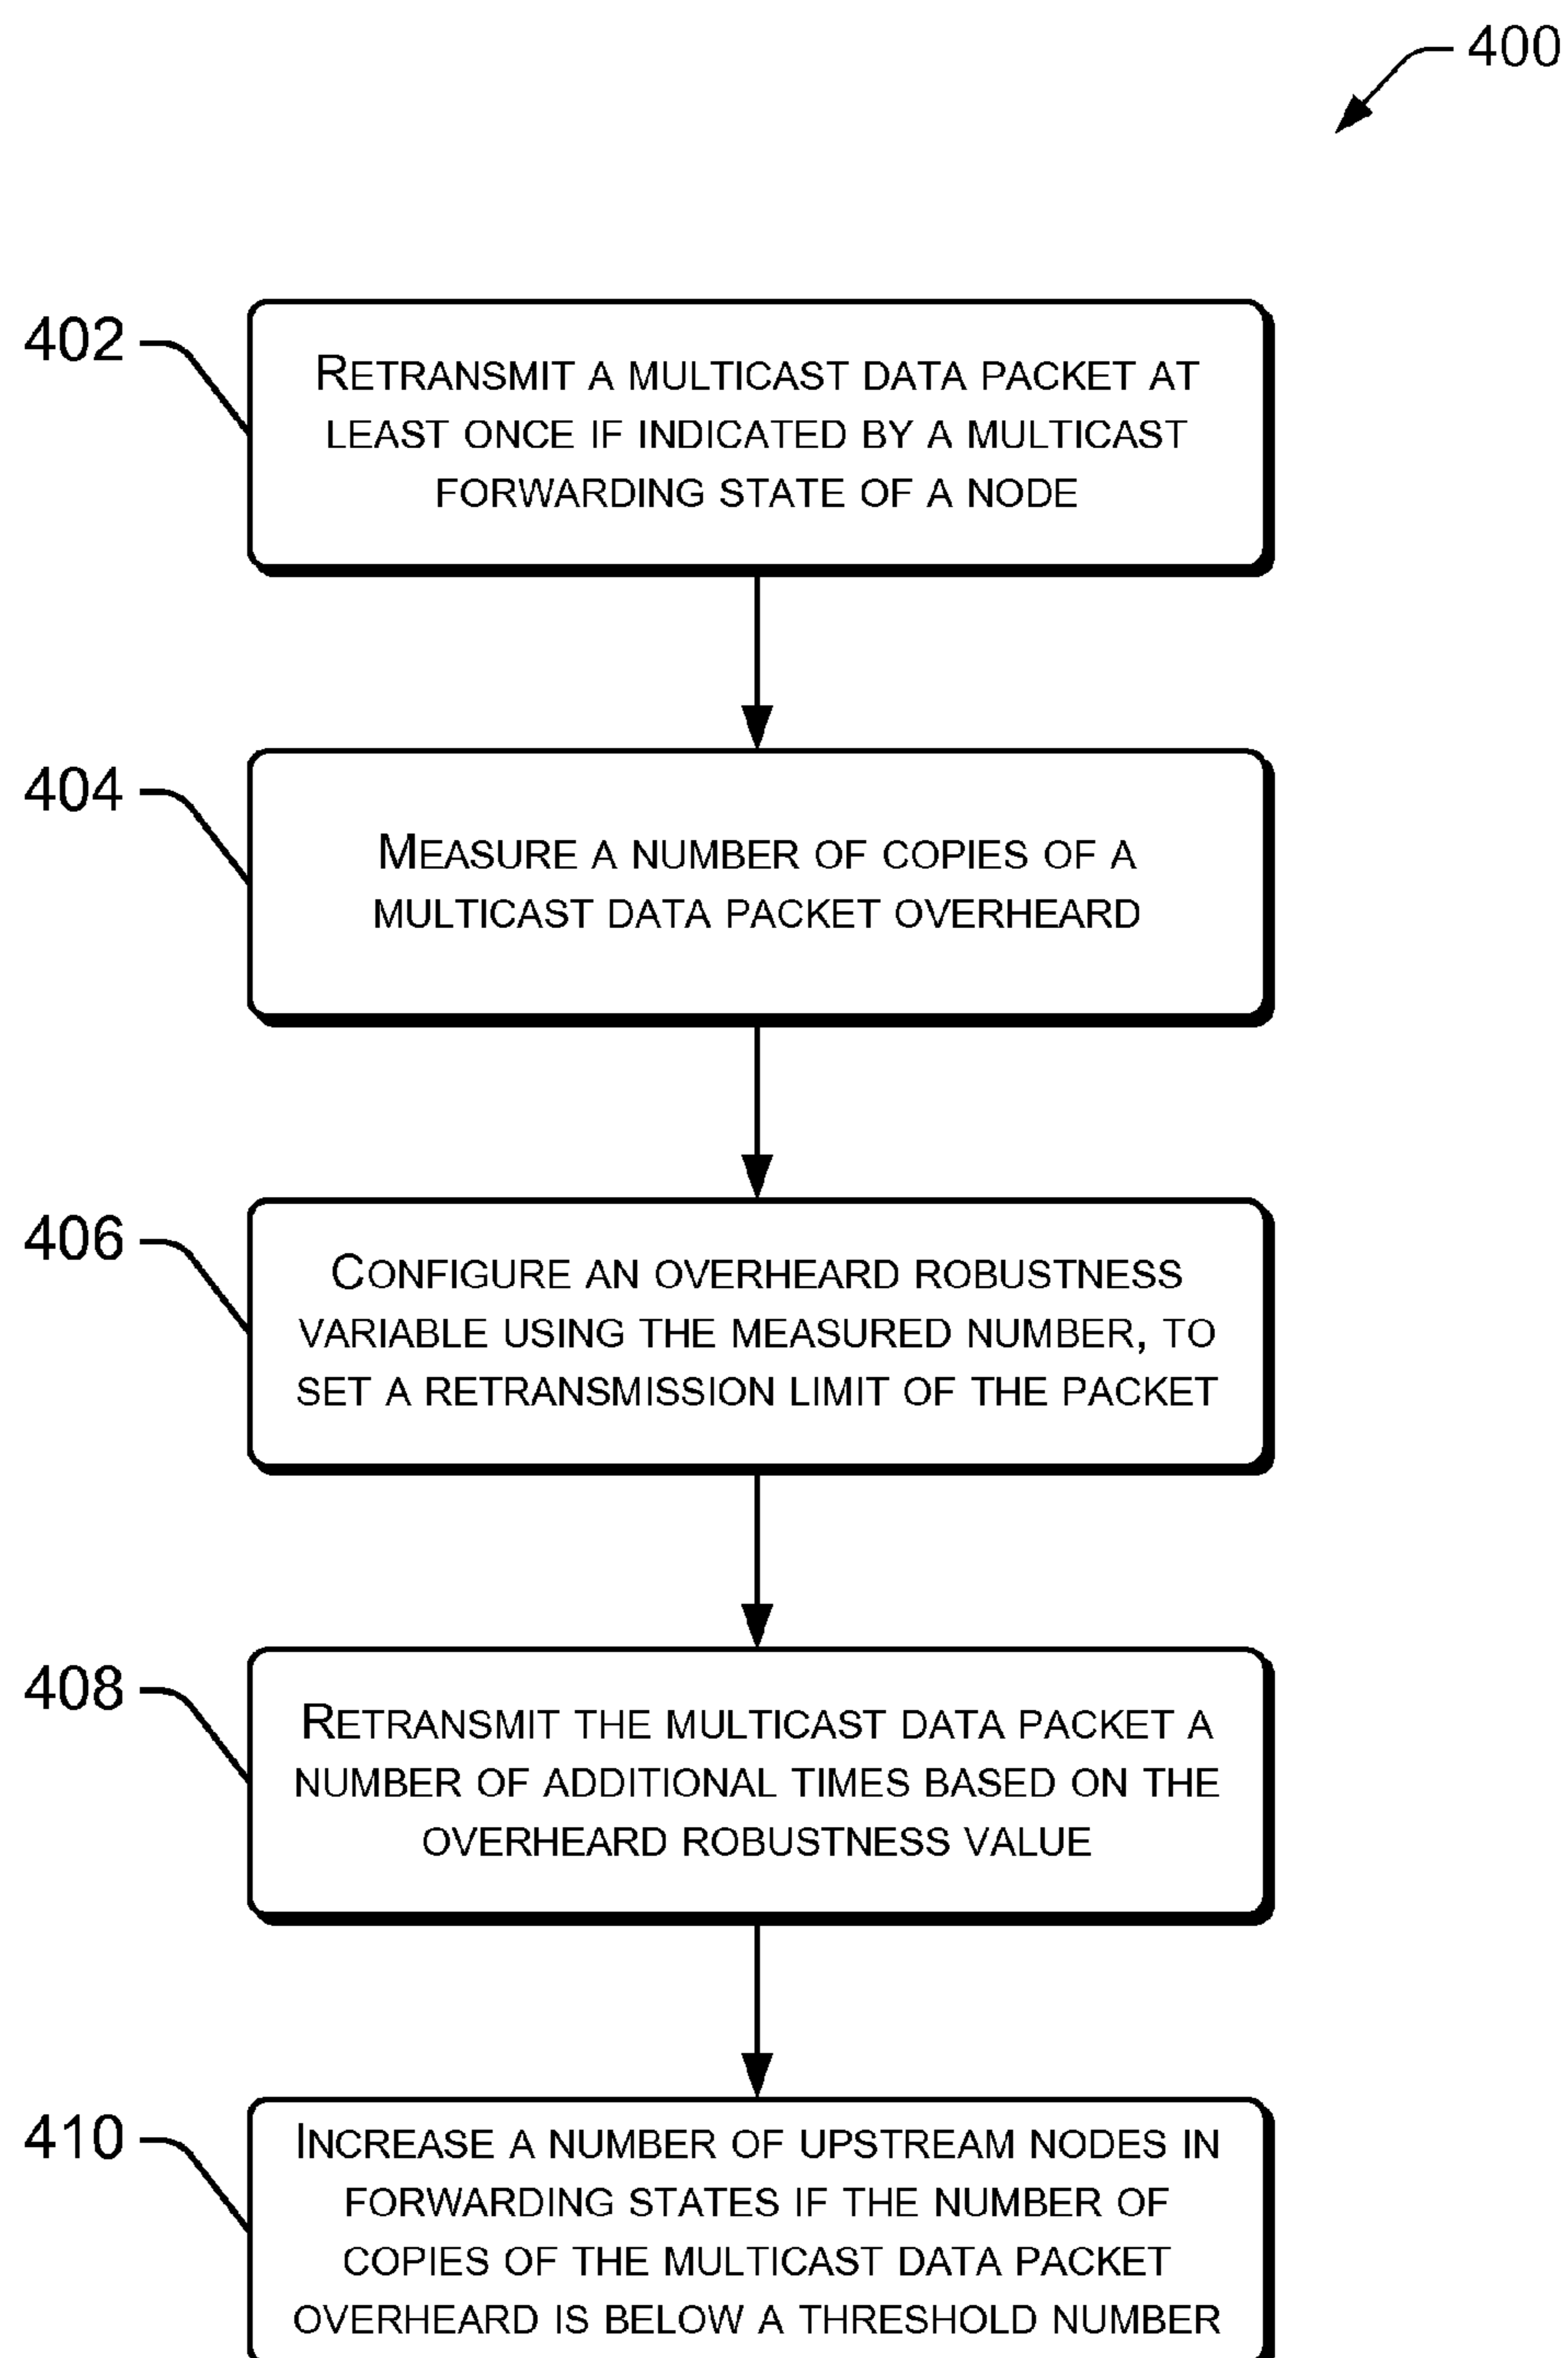 400
402
RETRANSMIT A MULTICAST DATA PACKET AT
LEAST ONCE IF INDICATED BY A MULTICAST
FORWARDING STATE OF A NODE
404
MEASURE A NUMBER OF COPIES OF A
MULTICAST DATA PACKET OVERHEARD
406
CONFIGURE AN OVERHEARD ROBUSTNESS
VARIABLE USING THE MEASURED NUMBER, TO
SET A RETRANSMISSION LIMIT OF THE PACKET
408
RETRANSMIT THE MULTICAST DATA PACKET A
NUMBER OF ADDITIONAL TIMES BASED ON THE
OVERHEARD ROBUSTNESS VALUE
410
INCREASE A NUMBER OF UPSTREAM NODES IN
FORWARDING STATES IF THE NUMBER OF
COPIES OF THE MULTICAST DATA PACKET
OVERHEARD IS BELOW A THRESHOLD NUMBER